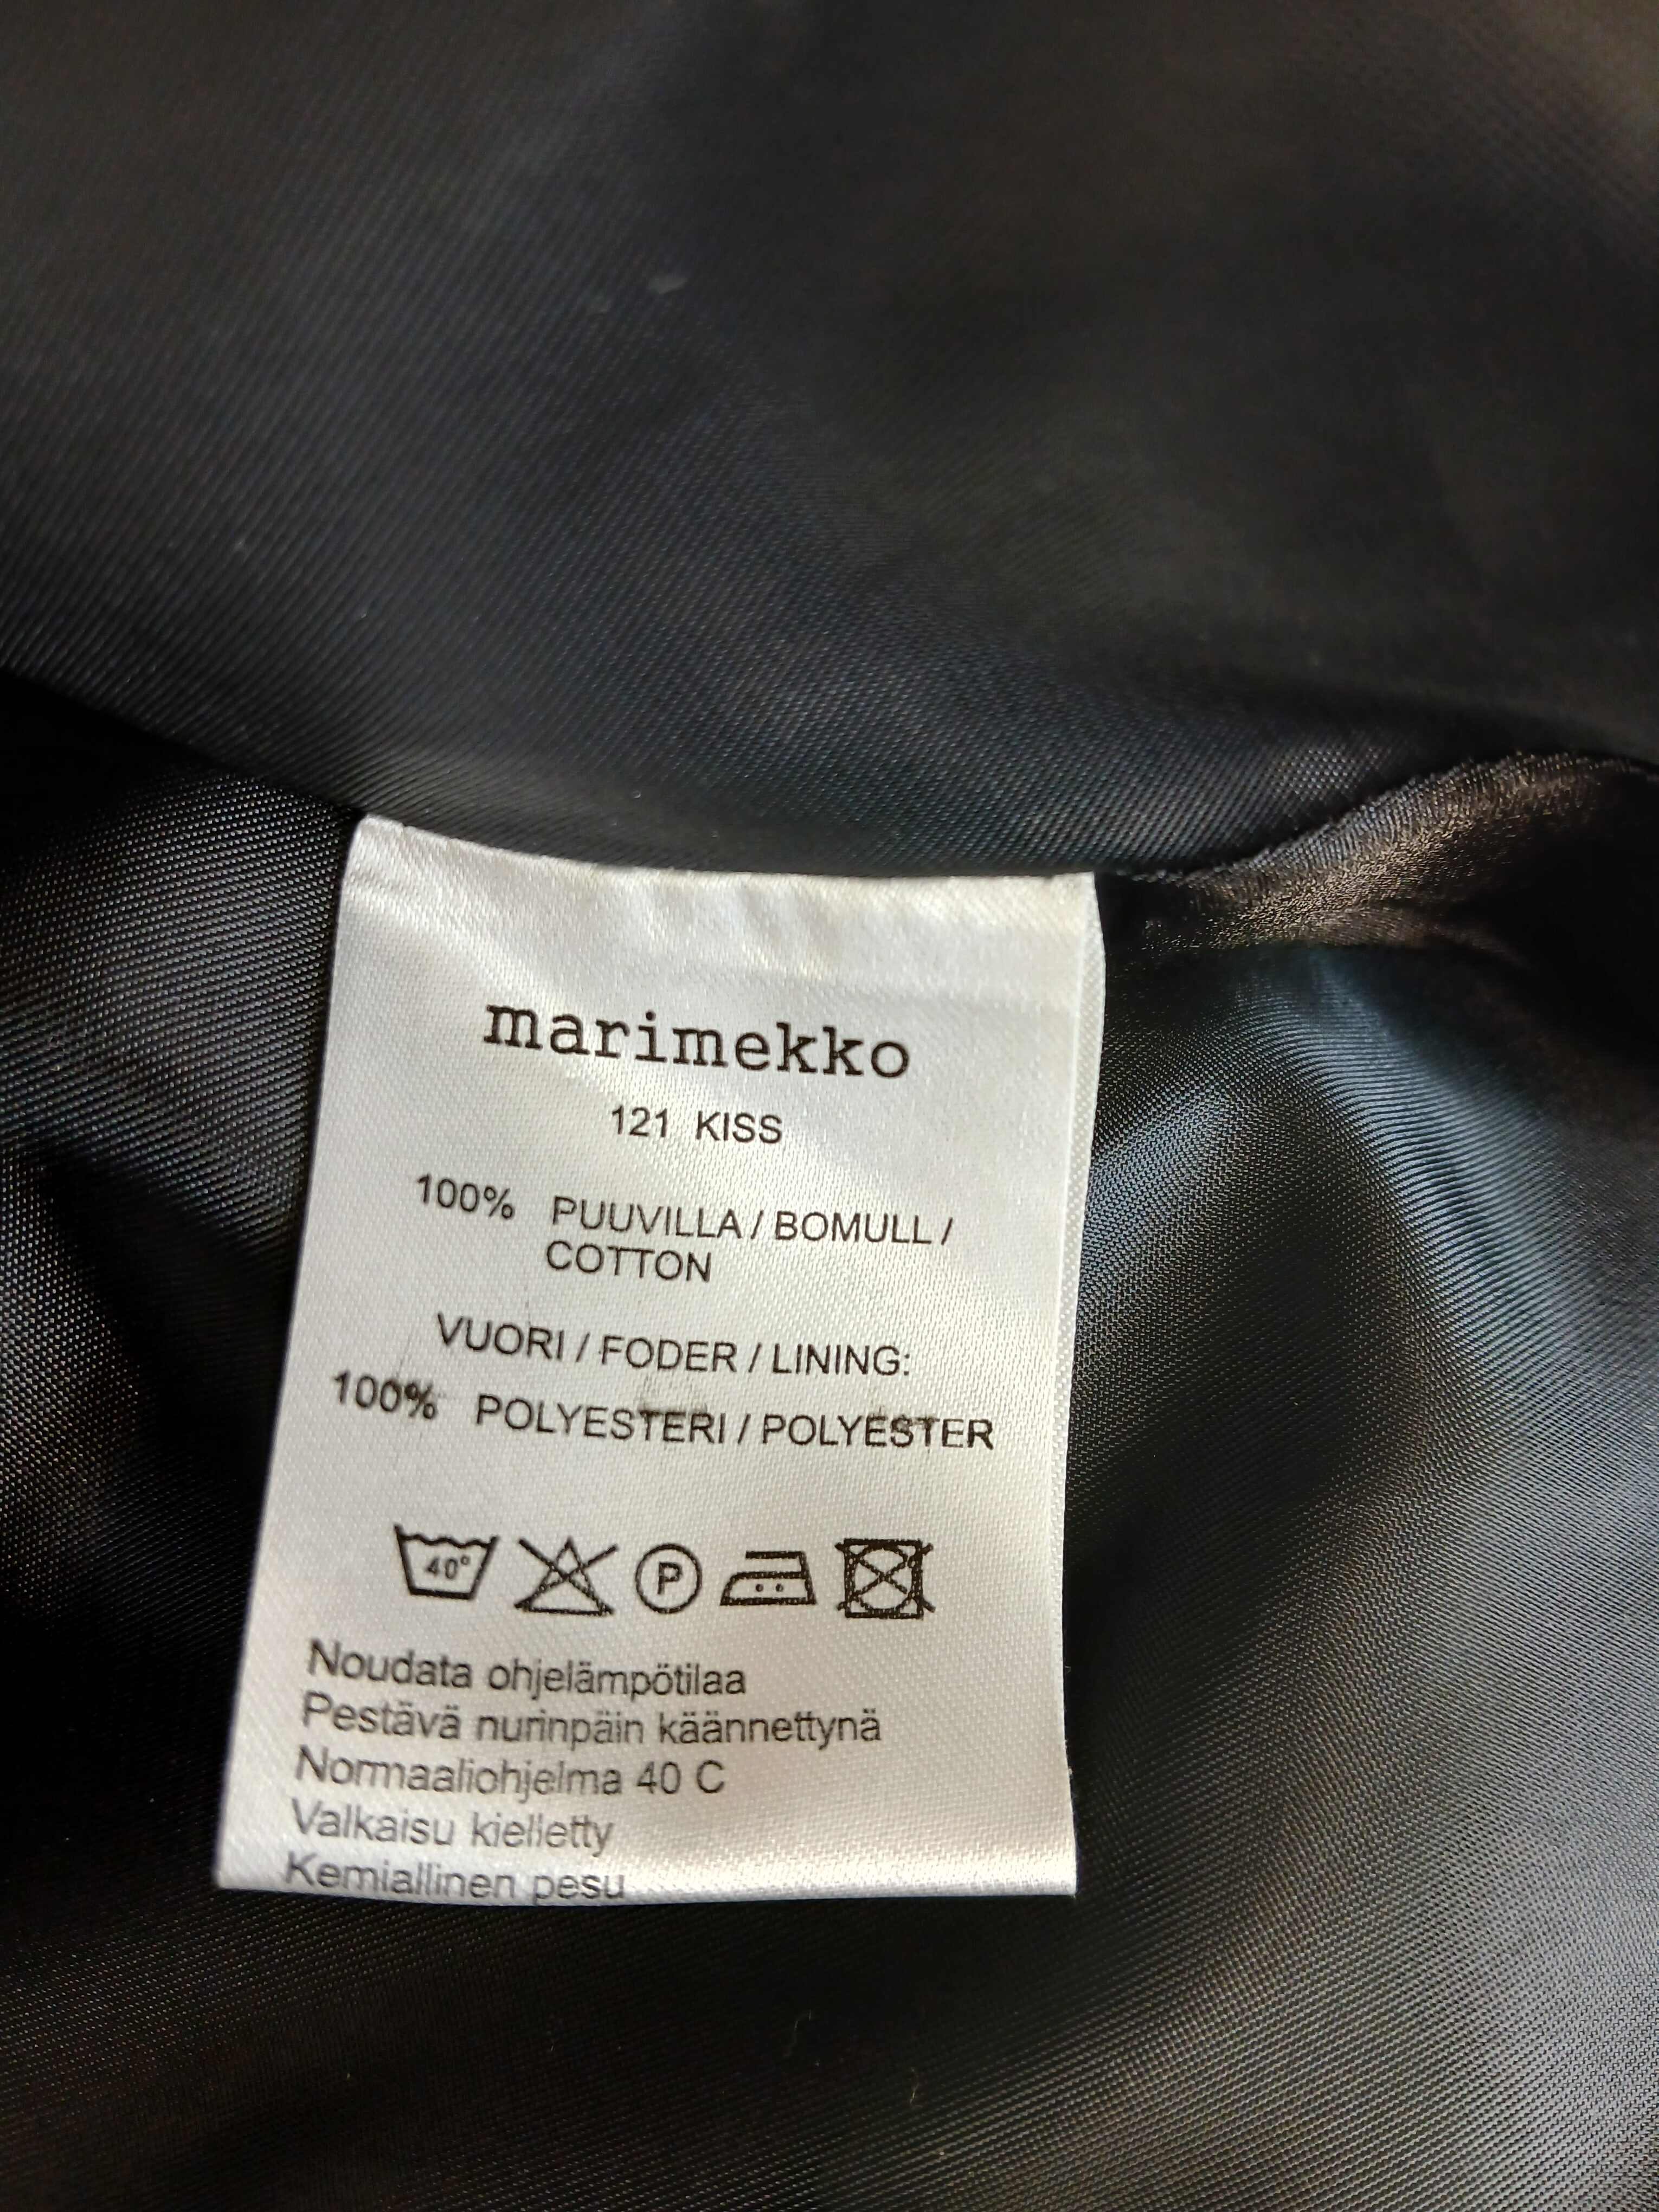 marimekko
121 KISS
100% PUUVILLA / BOMULL /
COTTON
VUORI / FODER / LINING:
100% POLYESTERI / POLYESTER
40° P
Noudata ohjelämpötilaa
Pestävä nurinpäin käännettynä
Normaaliohjelma 40 C
Valkaisu kielletty
Kemiallinen pesu